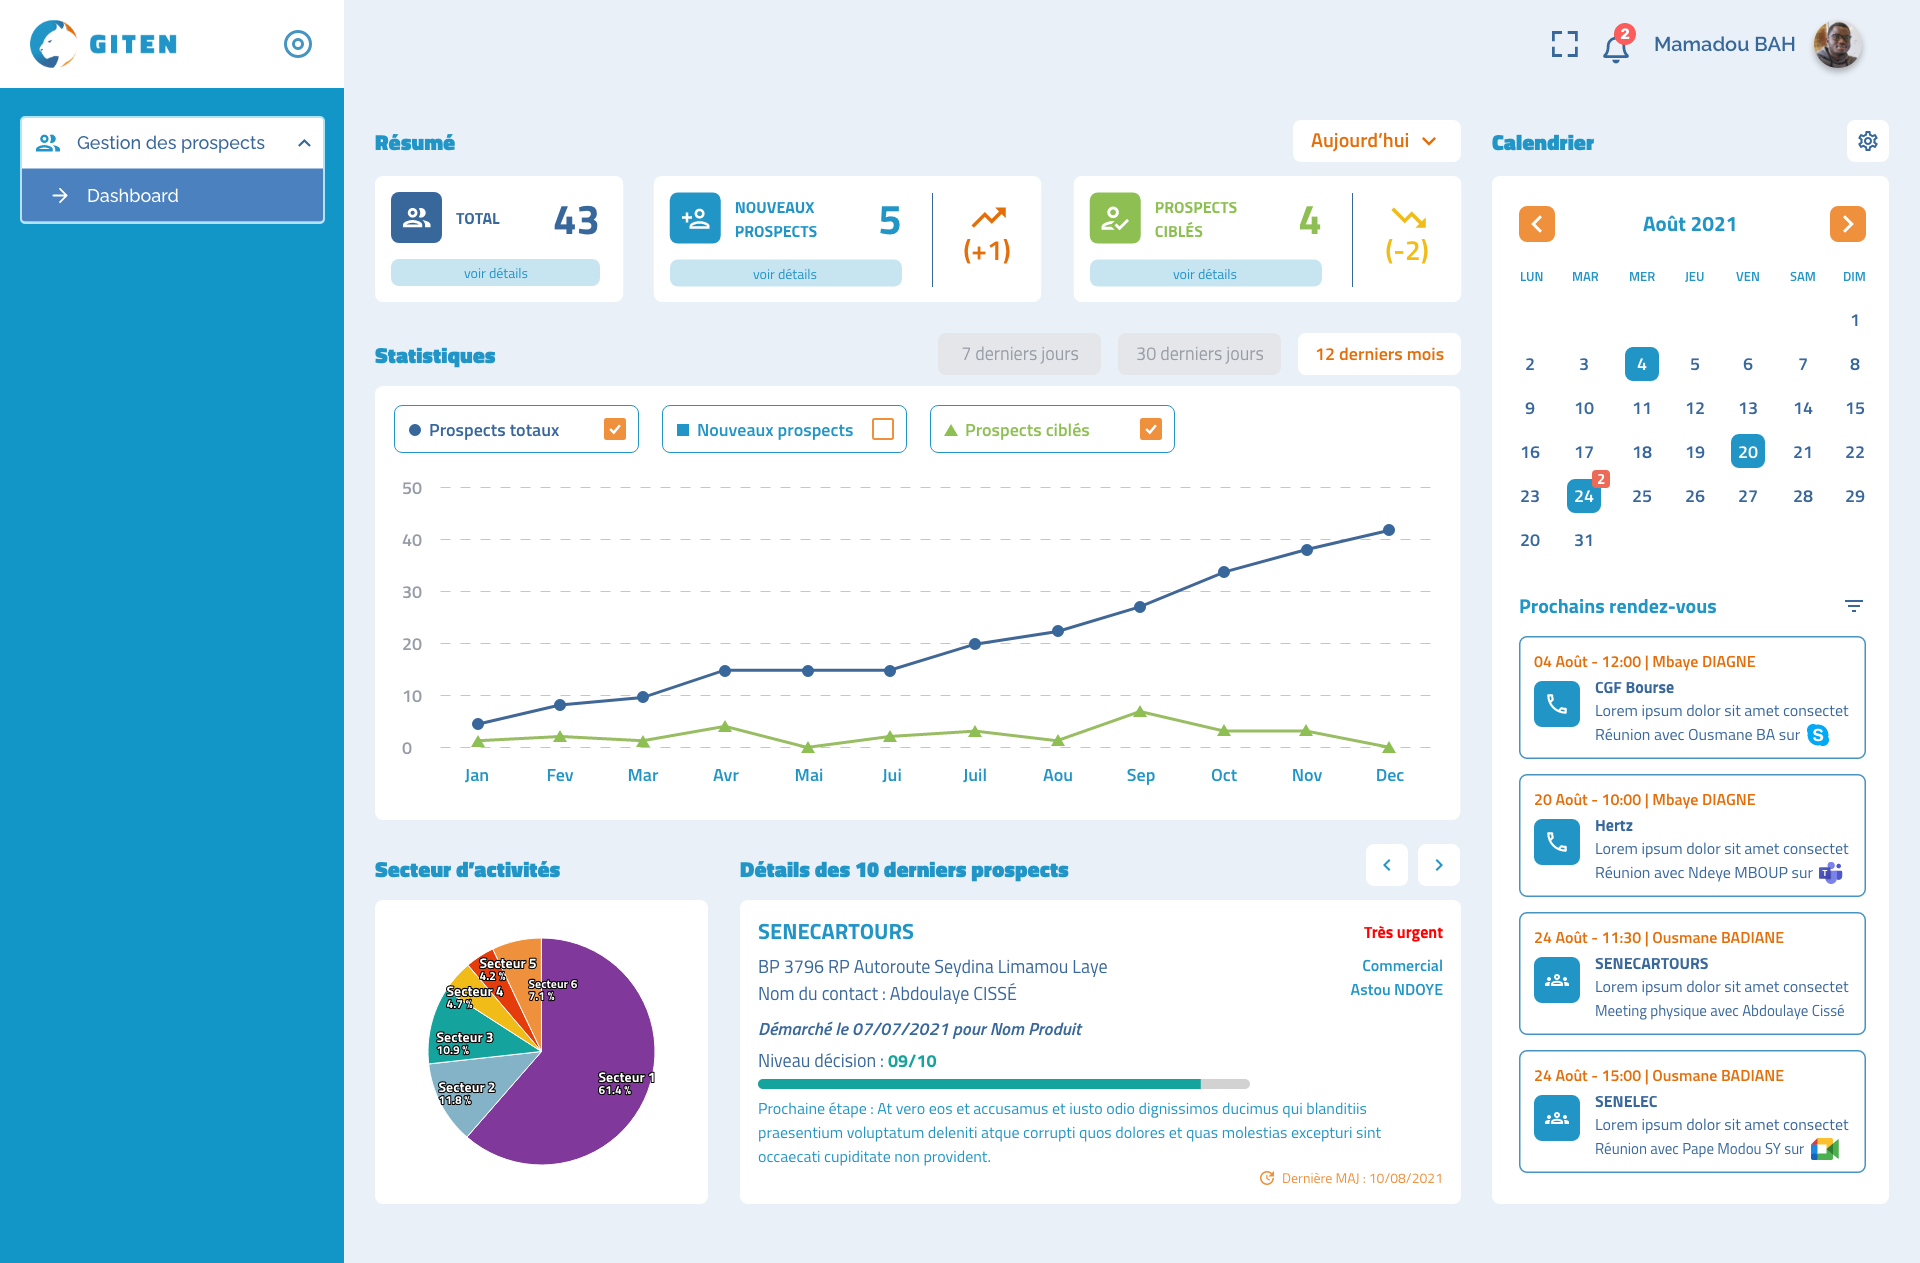 GITEN
2
Mamadou BAH
Gestion des prospects
Dashboard
Résumé
Aujourd'hui
TOTAL
43
voir détails
NOUVEAUX
PROSPECTS
5
voir détails
(+1)
PROSPECTS
CIBLÉS
4
voir détails
(-2)
Statistiques
7 derniers jours
30 derniers jours
12 derniers mois
Prospects totaux
Nouveaux prospects
Prospects ciblés
50
40
30
20
10
0
Jan Fev Mar Avr Mai Jui Juil Aou Sep Oct Nov Dec
Secteur d'activités
Secteur 5
4.2 %
Secteur 6
7.1 %
Secteur 4
4.7 %
Secteur 3
10.9 %
Secteur 2
11.8 %
Secteur 1
61.4 %
Détails des 10 derniers prospects
SENECARTOURS
Très urgent
BP 3796 RP Autoroute Seydina Limamou Laye
Commercial
Nom du contact : Abdoulaye CISSÉ
Astou NDOYE
Démarché le 07/07/2021 pour Nom Produit
Niveau décision : 09/10
Prochaine étape : At vero eos et accusamus et iusto odio dignissimos ducimus qui blanditiis
praesentium voluptatum deleniti atque corrupti quos dolores et quas molestias excepturi sint
occaecati cupiditate non provident.
Dernière MAJ : 10/08/2021
Calendrier
Août 2021
LUN MAR MER JEU VEN SAM DIM
1
2 3 4 5 6 7 8
9 10 11 12 13 14 15
16 17 18 19 20 21 22
23 24 2 25 26 27 28 29
20 31
Prochains rendez-vous
04 Août - 12:00 | Mbaye DIAGNE
CGF Bourse
Lorem ipsum dolor sit amet consectet
Réunion avec Ousmane BA sur S
20 Août - 10:00 | Mbaye DIAGNE
Hertz
Lorem ipsum dolor sit amet consectet
Réunion avec Ndeye MBOUP sur T
24 Août - 11:30 | Ousmane BADIANE
SENECARTOURS
Lorem ipsum dolor sit amet consectet
Meeting physique avec Abdoulaye Cissé
24 Août - 15:00 | Ousmane BADIANE
SENELEC
Lorem ipsum dolor sit amet consectet
Réunion avec Pape Modou SY sur